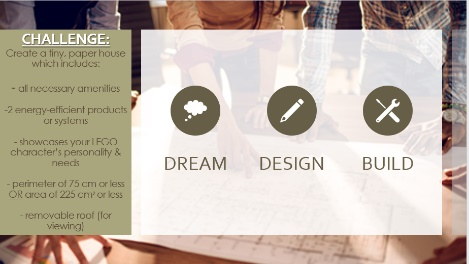 CHALLENGE:
Create a tiny, paper house
which includes:
- all necessary amenities
-2 energy-efficient products
or systems
- showcases your LEGO
character's personality &
needs
- perimeter of 75 cm or less
OR area of 225 cm² or less
- removable roof (for
viewing)
DREAM
DESIGN
BUILD